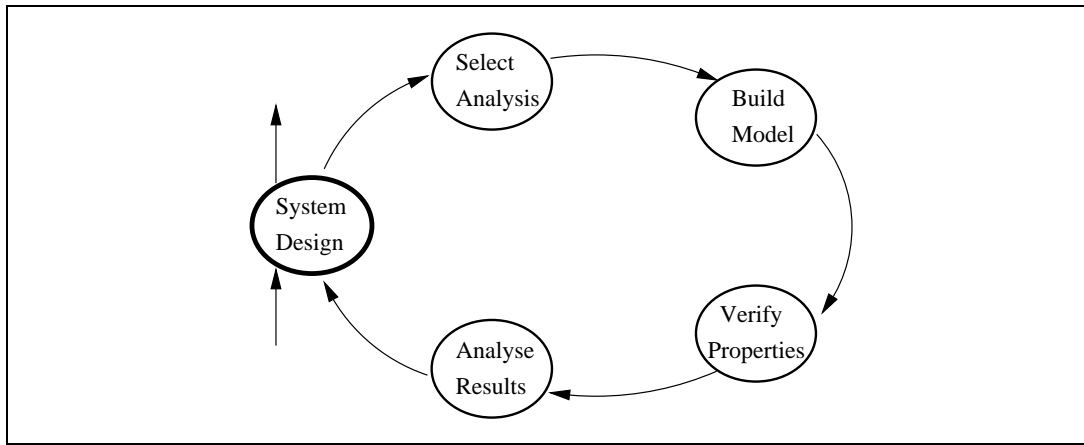 Select
Analysis
Build
Model
System
Design
Verify
Properties
Analyse
Results